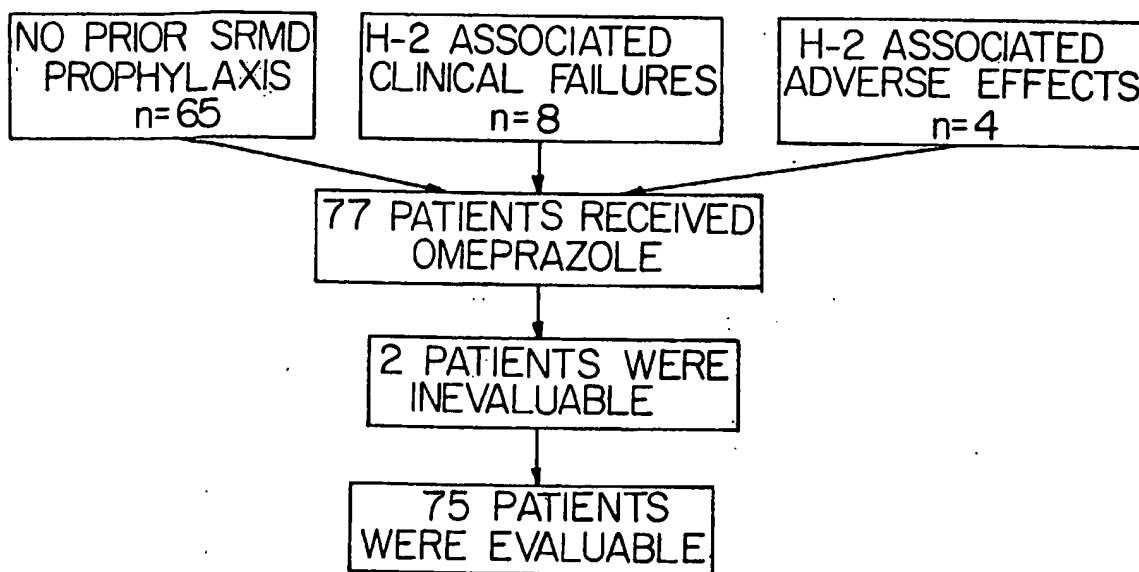 NO PRIOR SRMD
PROPHYLAXIS
n=65
H-2 ASSOCIATED
CLINICAL FAILURES
n=8
H-2 ASSOCIATED
ADVERSE EFFECTS
n=4
77 PATIENTS RECEIVED
OMEPRAZOLE
2 PATIENTS WERE
INEVALUABLE
75 PATIENTS
WERE EVALUABLE